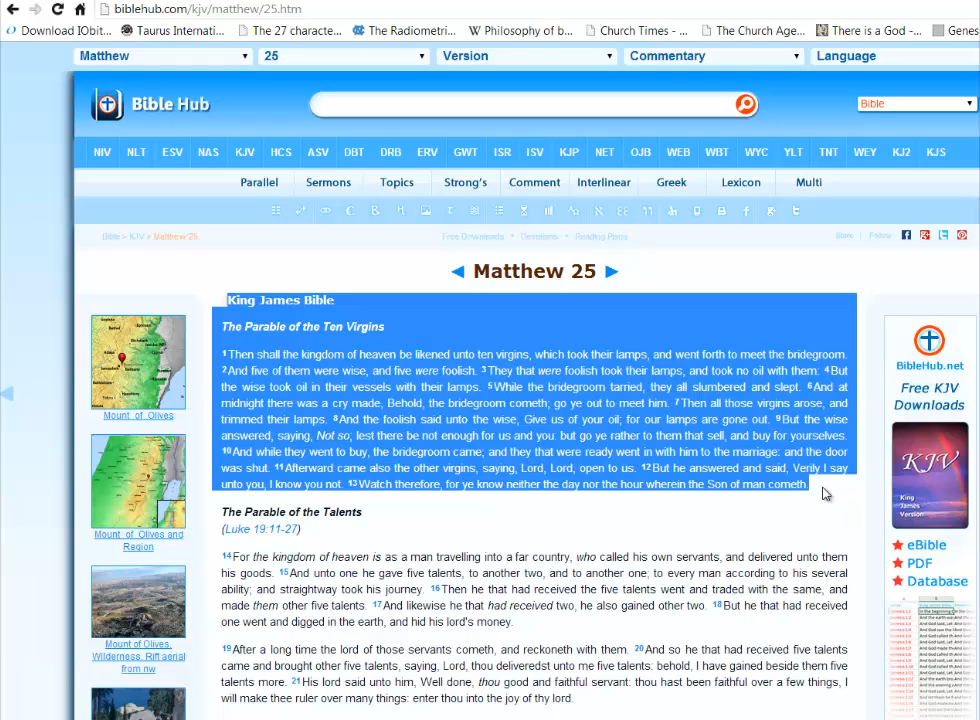 biblehub.com/kjv/matthew/25.htm
Download IObit... Taurus Internati... The 27 characte... The Radiometri... Philosophy of b... Church Times - ... The Church Age... There is a God -... Genes
Matthew 25 Version Commentary Language
Bible Hub Bible
NIV NLT ESV NAS KJV HCS ASV DBT DRB ERV GWT ISR ISV KJP NET OJB WEB WBT WYC YLT TNT WEY KJ2 KJS
Parallel Sermons Topics Strong's Comment Interlinear Greek Lexicon Multi
Bible > KJV > Matthew 25 Free Downloads • Devotions • Reading Plans Share Follow
◄ Matthew 25 ►
King James Bible
The Parable of the Ten Virgins
1Then shall the kingdom of heaven be likened unto ten virgins, which took their lamps, and went forth to meet the bridegroom.
2And five of them were wise, and five were foolish. 3They that were foolish took their lamps, and took no oil with them: 4But
the wise took oil in their vessels with their lamps. 5While the bridegroom tarried, they all slumbered and slept. 6And at
midnight there was a cry made, Behold, the bridegroom cometh; go ye out to meet him. 7Then all those virgins arose, and
trimmed their lamps. 8And the foolish said unto the wise, Give us of your oil; for our lamps are gone out. 9But the wise
answered, saying, Not so; lest there be not enough for us and you: but go ye rather to them that sell, and buy for yourselves.
10And while they went to buy, the bridegroom came; and they that were ready went in with him to the marriage: and the door
was shut. 11Afterward came also the other virgins, saying, Lord, Lord, open to us. 12But he answered and said, Verily I say
unto you, I know you not. 13Watch therefore, for ye know neither the day nor the hour wherein the Son of man cometh.
The Parable of the Talents
(Luke 19:11-27)
14For the kingdom of heaven is as a man travelling into a far country, who called his own servants, and delivered unto them
his goods. 15And unto one he gave five talents, to another two, and to another one; to every man according to his several
ability; and straightway took his journey. 16Then he that had received the five talents went and traded with the same, and
made them other five talents. 17And likewise he that had received two, he also gained other two. 18But he that had received
one went and digged in the earth, and hid his lord's money.
19After a long time the lord of those servants cometh, and reckoneth with them. 20And so he that had received five talents
came and brought other five talents, saying, Lord, thou deliveredst unto me five talents: behold, I have gained beside them five
talents more. 21His lord said unto him, Well done, thou good and faithful servant: thou hast been faithful over a few things, I
will make thee ruler over many things: enter thou into the joy of thy lord.
Mount of Olives
Mount of Olives and
Region
Mount of Olives,
Wilderness, Rift aerial
from nw
BibleHub.net
Free KJV
Downloads
KJV
King
James
Version
eBible
PDF
Database